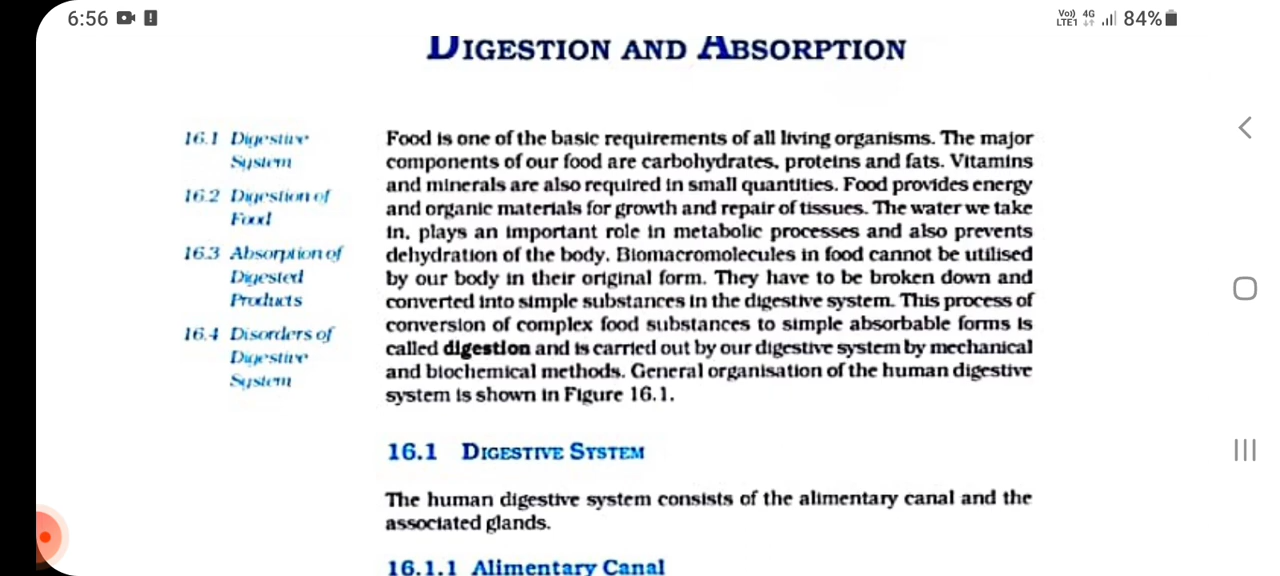 6:56
Vo)) 4G
LTE1 84%
DIGESTION AND ABSORPTION
16.1 Digestive
System
16.2 Digestion of
Food
16.3 Absorption of
Digested
Products
16.4 Disorders of
Digestive
System
Food is one of the basic requirements of all living organisms. The major
components of our food are carbohydrates, proteins and fats. Vitamins
and minerals are also required in small quantities. Food provides energy
and organic materials for growth and repair of tissues. The water we take
in, plays an important role in metabolic processes and also prevents
dehydration of the body. Biomacromolecules in food cannot be utilised
by our body in their original form. They have to be broken down and
converted into simple substances in the digestive system. This process of
conversion of complex food substances to simple absorbable forms is
called digestion and is carried out by our digestive system by mechanical
and biochemical methods. General organisation of the human digestive
system is shown in Figure 16.1.
16.1 DIGESTIVE SYSTEM
The human digestive system consists of the alimentary canal and the
associated glands.
16.1.1 Alimentary Canal